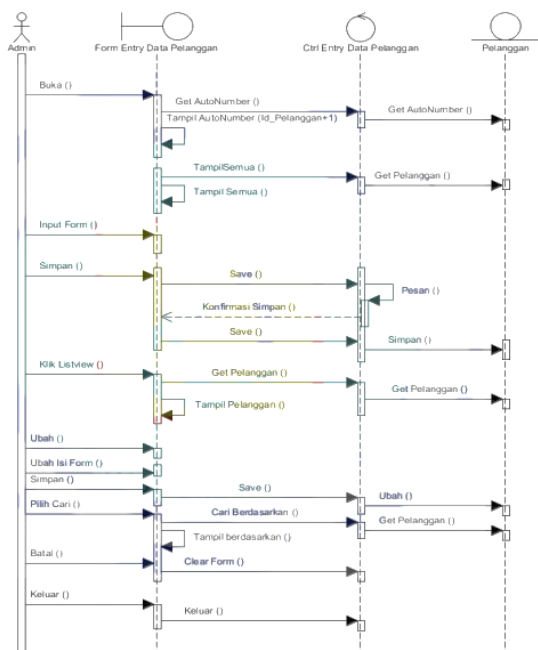 Admin
Form Entry Data Pelanggan
Ctrl Entry Data Pelanggan
Pelanggan
Buka ()
Get AutoNumber ()
Get AutoNumber ()
Tampil AutoNumber (Id_Pelanggan+1)
TampilSemua ()
Get Pelanggan ()
Tampil Semua ()
Input Form ()
Simpan ()
Save ()
Pesan ()
Konfirmasi Simpan ()
Save ()
Simpan ()
Klik Listview ()
Get Pelanggan ()
Get Pelanggan ()
Tampil Pelanggan ()
Ubah ()
Ubah Isi Form ()
Simpan ()
Save ()
Ubah ()
Pilih Cari ()
Cari Berdasarkan ()
Get Pelanggan ()
Tampil berdasarkan ()
Batal ()
Clear Form ()
Keluar ()
Keluar ()